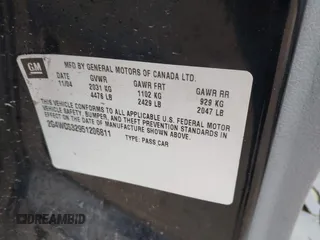 GM
MFD BY GENERAL MOTORS OF CANADA LTD.
DATE GVWR GAWR FRT GAWR RR
11/04 2031 KG 1102 KG 929 KG
4476 LB 2429 LB 2047 LB
THIS VEHICLE CONFORMS TO ALL APPLICABLE U.S. FEDERAL MOTOR
VEHICLE SAFETY, BUMPER, AND THEFT PREVENTION STANDARDS
IN EFFECT ON THE DATE OF MANUFACTURE SHOWN ABOVE.
2G4WD532951206811
TYPE: PASS CAR
© DREAMBID